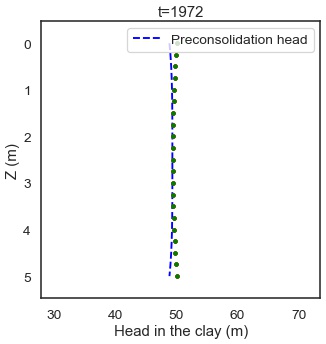 t=1972
Preconsolidation head
0
1
2
3
4
5
Z (m)
30 40 50 60 70
Head in the clay (m)